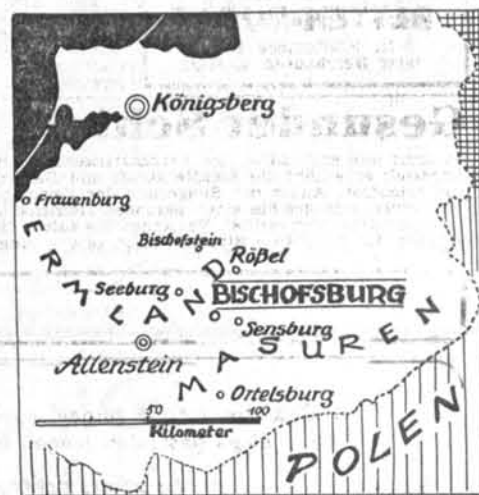 Königsberg
Frauenburg
Bischofstein
Rößel
ERMLAND
Seeburg
BISCHOFSBURG
Sensburg
MASUREN
Allenstein
Ortelsburg
50 100
Kilometer
POLEN